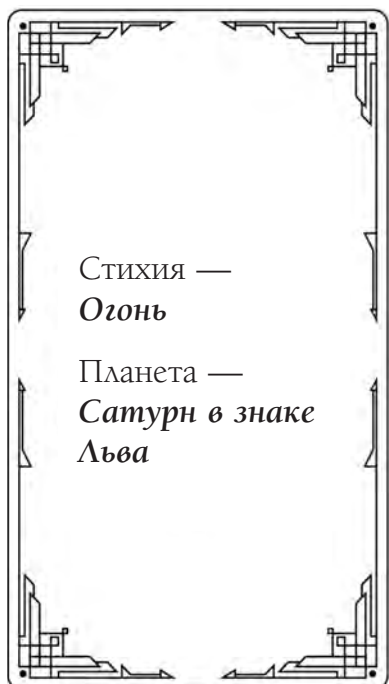 Стихия —
Огонь
Планета —
Сатурн в знаке
Льва